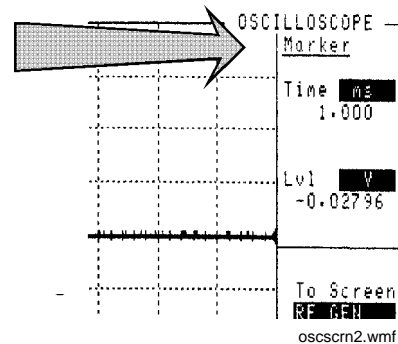 OSCILLOSCOPE
Marker
Time ms
1.000
Lvl V
-0.02796
To Screen
RF GEN
oscscrn2.wmf